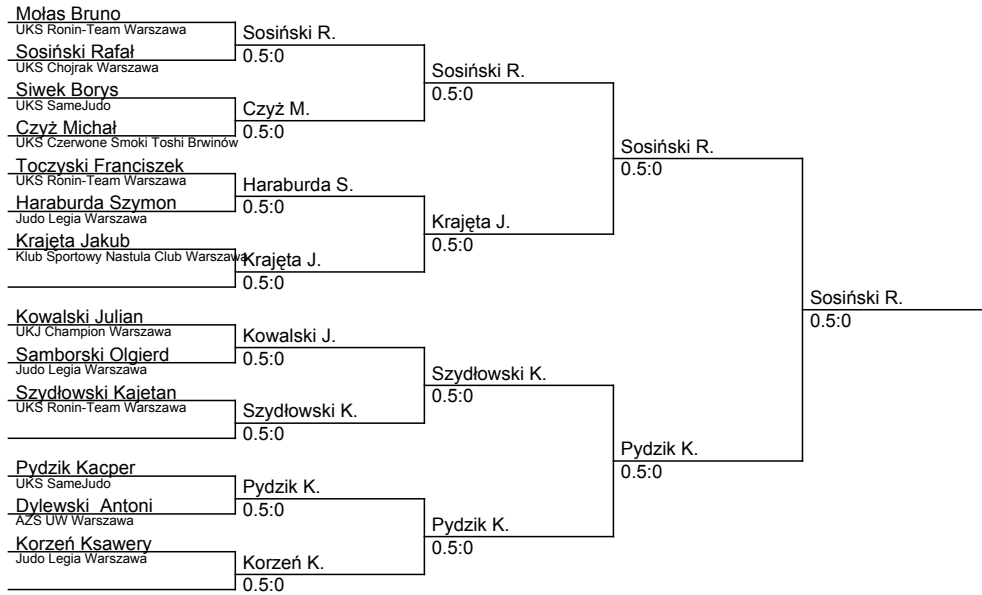 Mołas Bruno
UKS Ronin-Team Warszawa
Sosiński Rafał
UKS Chojrak Warszawa
Siwek Borys
UKS SameJudo
Czyż Michał
UKS Czerwone Smoki Toshi Brwinów
Toczyski Franciszek
UKS Ronin-Team Warszawa
Haraburda Szymon
Judo Legia Warszawa
Krajęta Jakub
Klub Sportowy Nastula Club Warszawa
Kowalski Julian
UKJ Champion Warszawa
Samborski Olgierd
Judo Legia Warszawa
Szydłowski Kajetan
UKS Ronin-Team Warszawa
Pydzik Kacper
UKS SameJudo
Dylewski  Antoni
AZS UW Warszawa
Korzeń Ksawery
Judo Legia Warszawa
Sosiński R.
0.5:0
Czyż M.
0.5:0
Haraburda S.
0.5:0
Krajęta J.
0.5:0
Kowalski J.
0.5:0
Szydłowski K.
0.5:0
Pydzik K.
0.5:0
Korzeń K.
0.5:0
Sosiński R.
0.5:0
Krajęta J.
0.5:0
Szydłowski K.
0.5:0
Pydzik K.
0.5:0
Sosiński R.
0.5:0
Pydzik K.
0.5:0
Sosiński R.
0.5:0